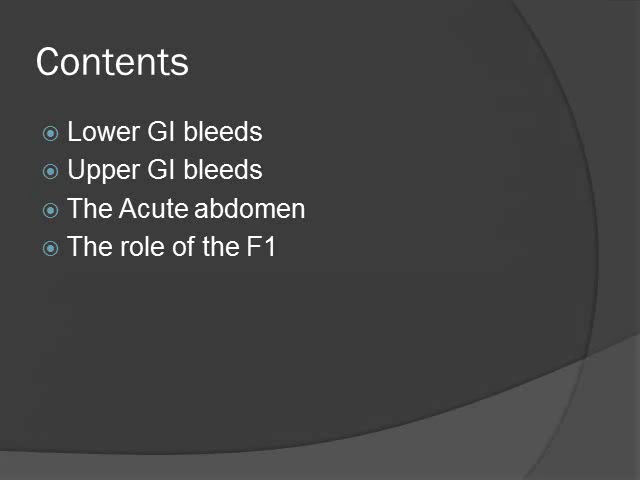 Contents
Lower GI bleeds
Upper GI bleeds
The Acute abdomen
The role of the F1